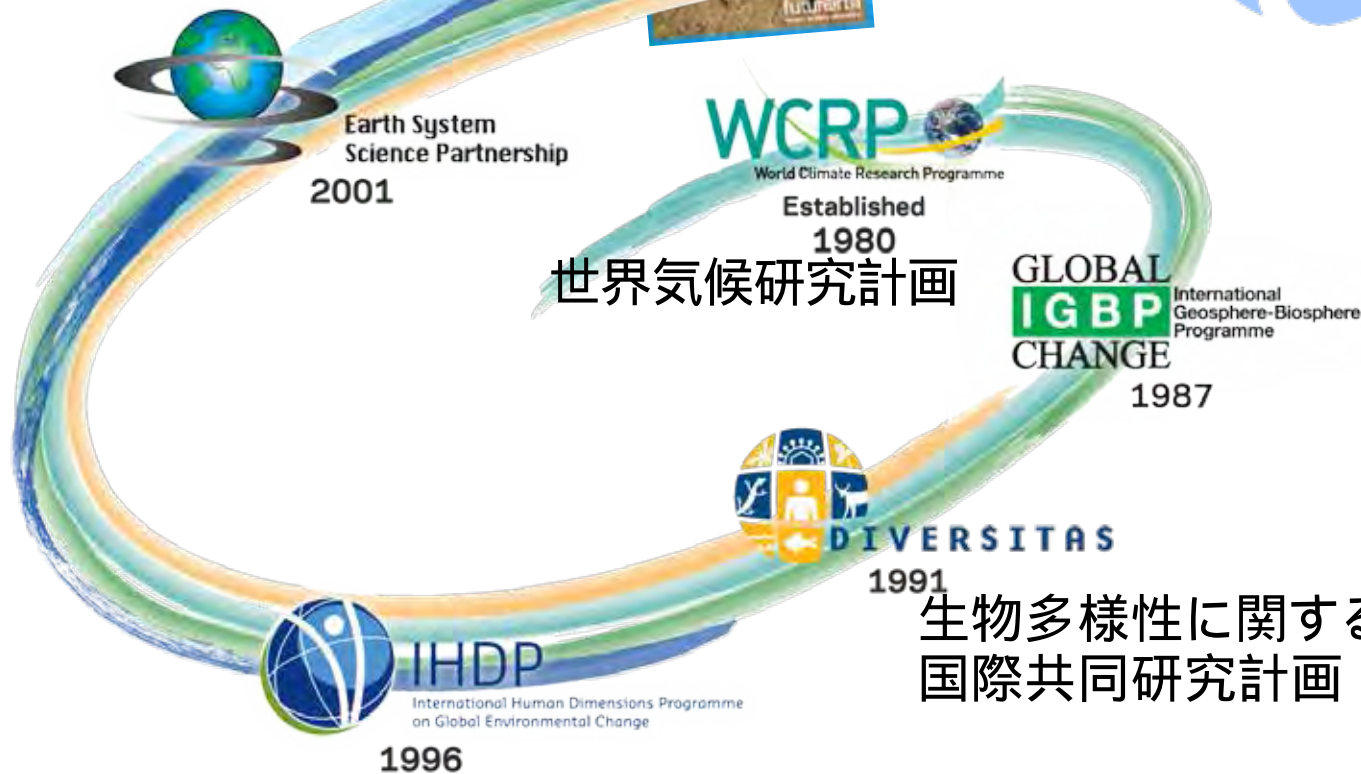 futurearth
Earth System
Science Partnership
2001
WCRP
World Climate Research Programme
Established
1980
世界気候研究計画
GLOBAL
IGBP
CHANGE
International
Geosphere-Biosphere
Programme
1987
DIVERSITAS
1991
生物多様性に関する
国際共同研究計画
IHDP
International Human Dimensions Programme
on Global Environmental Change
1996